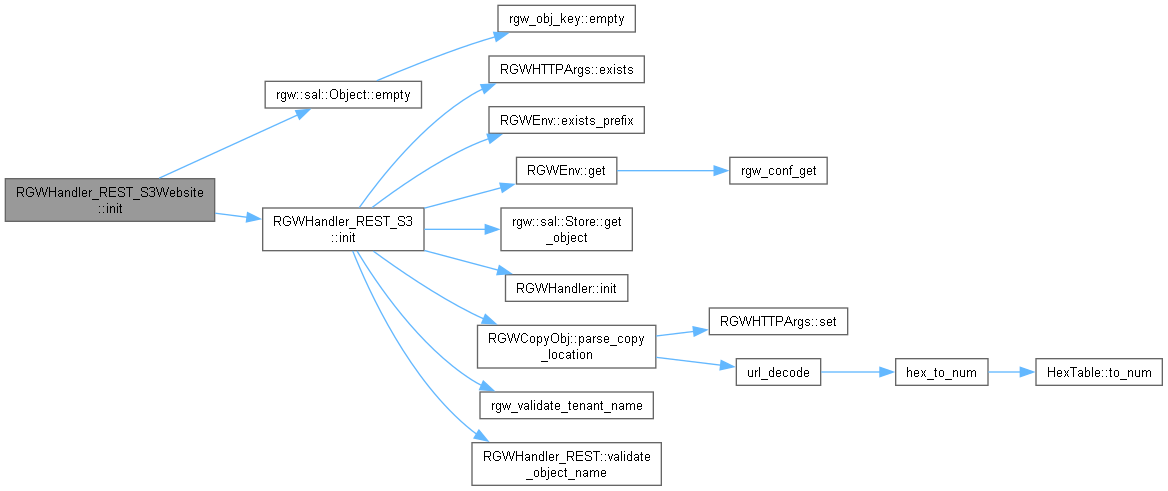 rgw_obj_key::empty
RGWHTTPArgs::exists
rgw::sal::Object::empty
RGWEnv::exists_prefix
RGWEnv::get
rgw_conf_get
RGWHandler_REST_S3Website
::init
RGWHandler_REST_S3
::init
rgw::sal::Store::get
_object
RGWHandler::init
RGWCopyObj::parse_copy
_location
RGWHTTPArgs::set
url_decode
hex_to_num
HexTable::to_num
rgw_validate_tenant_name
RGWHandler_REST::validate
_object_name